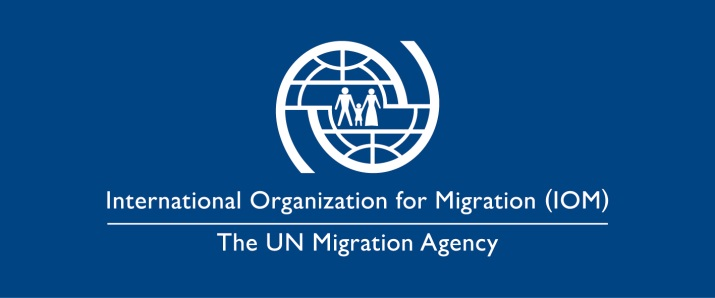 International Organization for Migration (IOM)
The UN Migration Agency